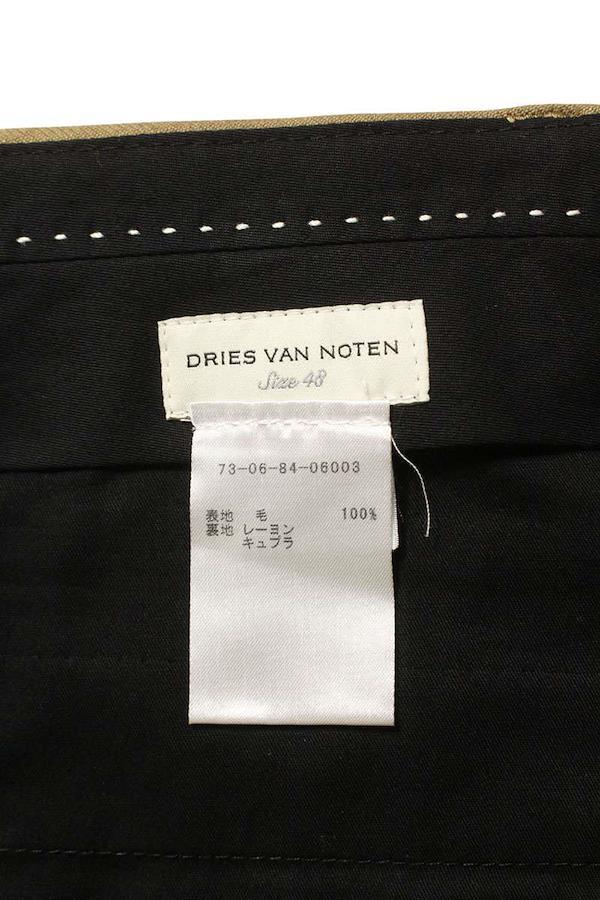 DRIES VAN NOTEN
Size 48
73-06-84-06003
表地 毛 100%
裏地 レーヨン
キュプラ